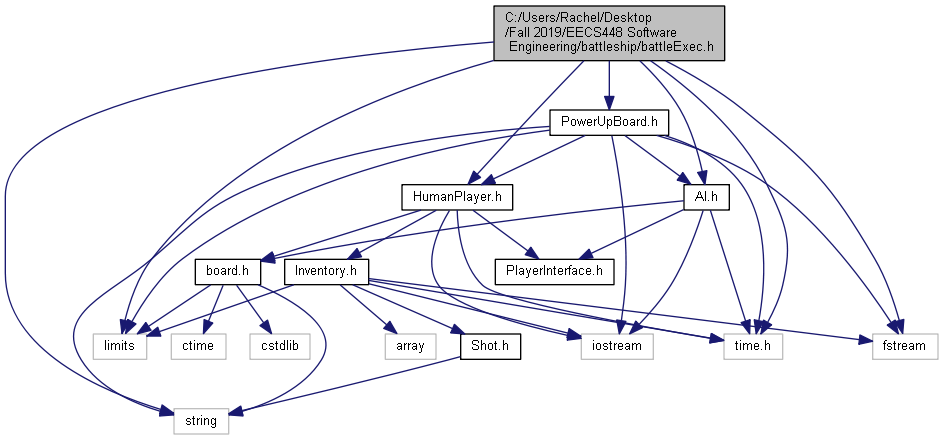 C:/Users/Rachel/Desktop
/Fall 2019/EECS448 Software
Engineering/battleship/battleExec.h
PowerUpBoard.h
HumanPlayer.h
AI.h
board.h
Inventory.h
PlayerInterface.h
limits
ctime
cstdlib
array
Shot.h
iostream
time.h
fstream
string